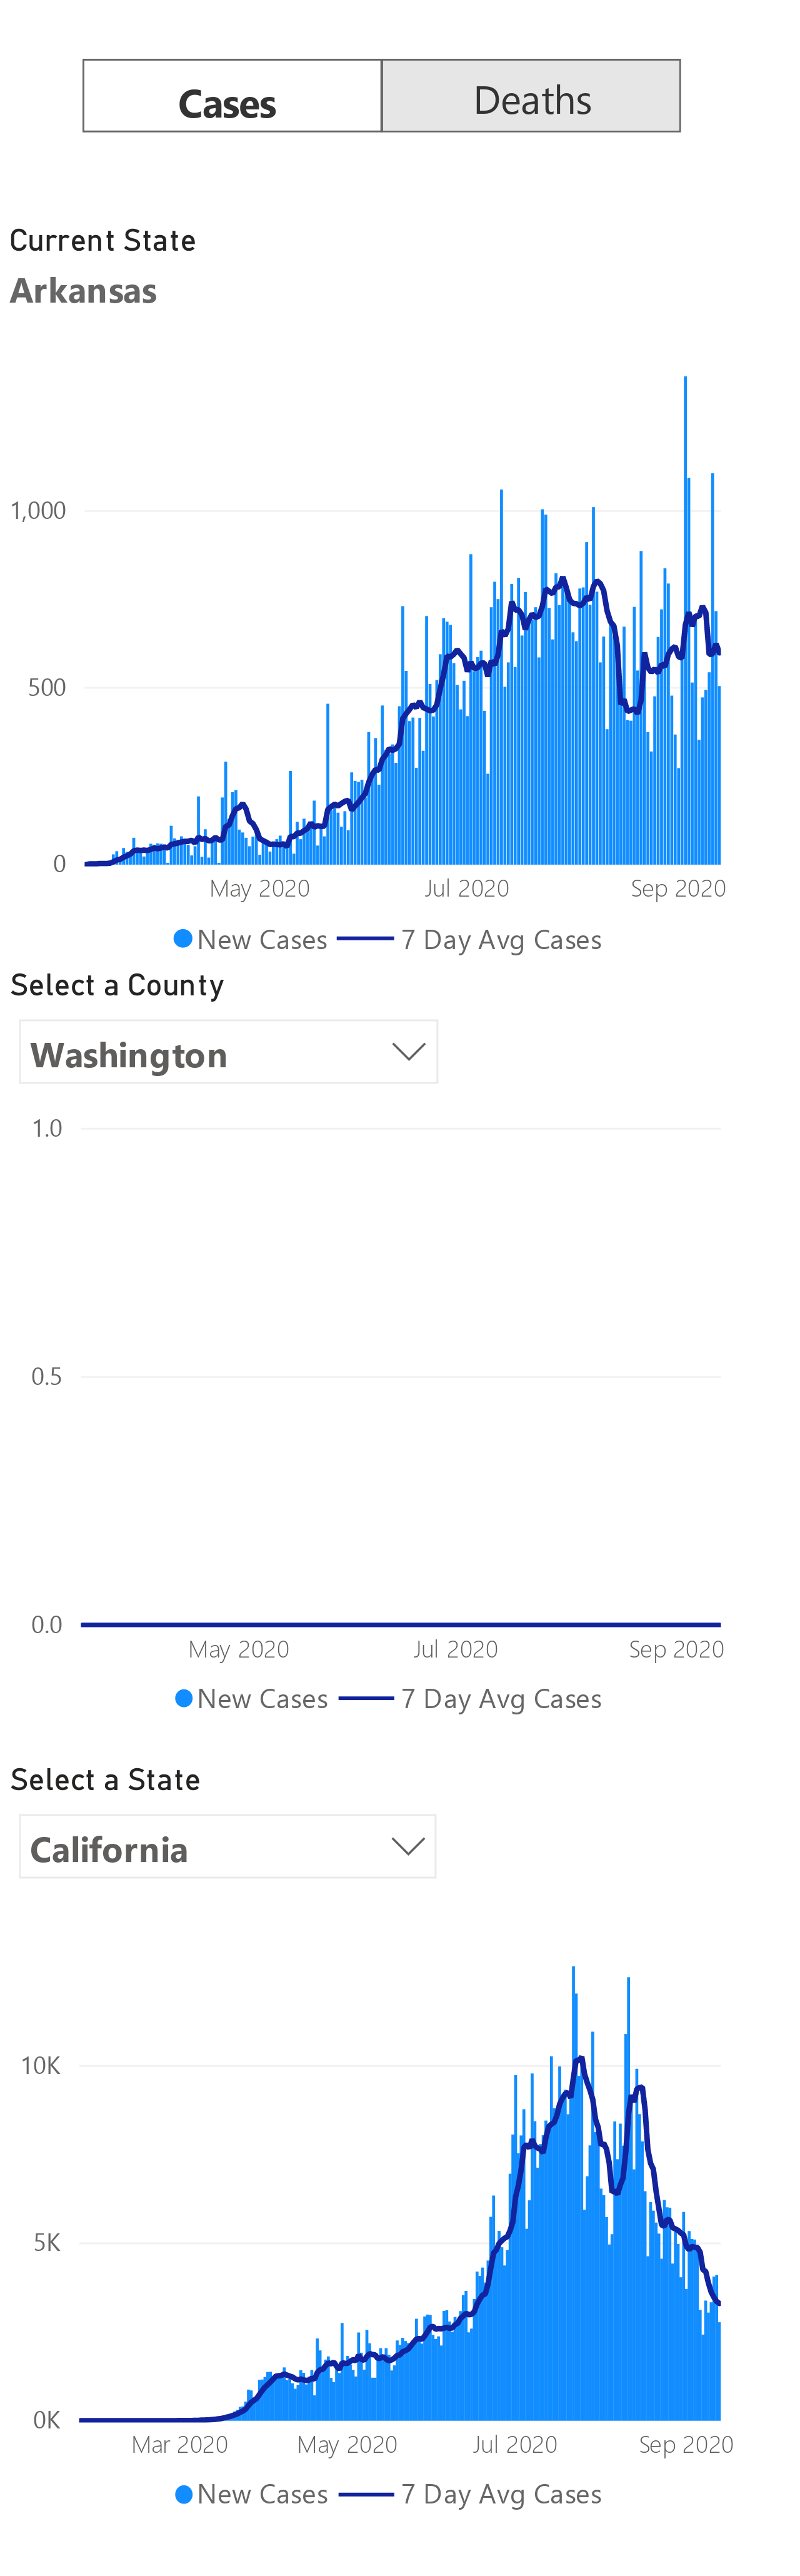 Cases Deaths
Current State
Arkansas
1,000
500
0
May 2020 Jul 2020 Sep 2020
New Cases 7 Day Avg Cases
Select a County
Washington
1.0
0.5
0.0
May 2020 Jul 2020 Sep 2020
New Cases 7 Day Avg Cases
Select a State
California
10K
5K
0K
Mar 2020 May 2020 Jul 2020 Sep 2020
New Cases 7 Day Avg Cases